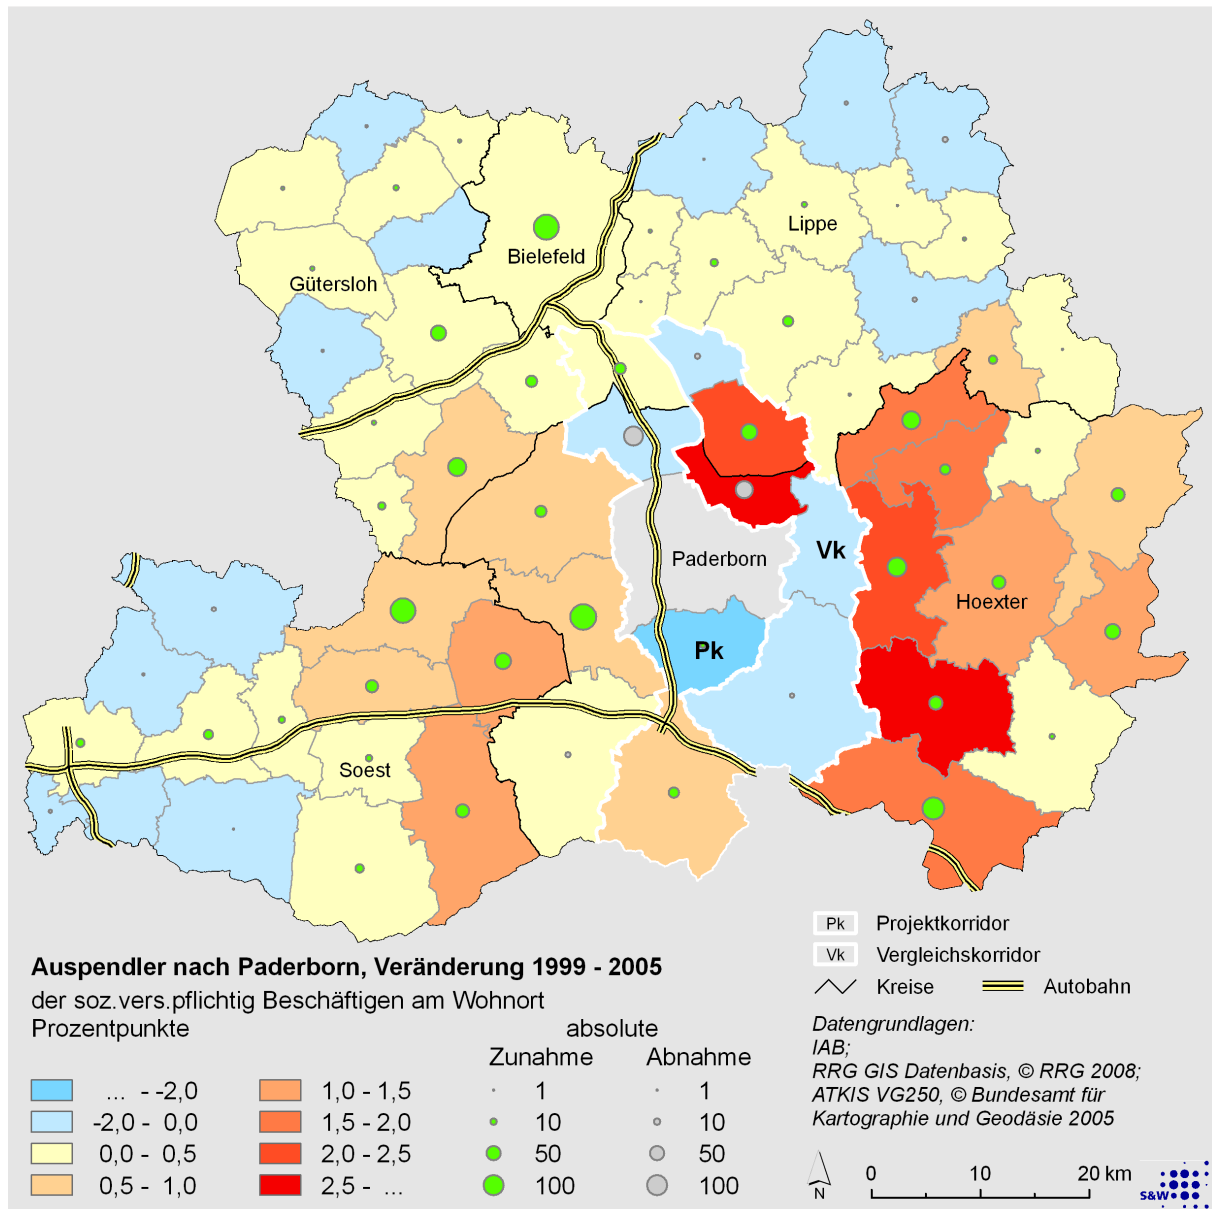 Lippe
Bielefeld
Gütersloh
Vk
Paderborn
Hoexter
Pk
Soest
Pk Projektkorridor
Vk Vergleichskorridor
Kreise Autobahn
Auspendler nach Paderborn, Veränderung 1999 - 2005
der soz.vers.pflichtig Beschäftigen am Wohnort
Prozentpunkte absolute
Zunahme Abnahme
... - -2,0 1,0 - 1,5 1 1
-2,0 - 0,0 1,5 - 2,0 10 10
0,0 - 0,5 2,0 - 2,5 50 50
0,5 - 1,0 2,5 - ... 100 100
Datengrundlagen:
IAB;
RRG GIS Datenbasis, © RRG 2008;
ATKIS VG250, © Bundesamt für
Kartographie und Geodäsie 2005
N
0 10 20 km
S&W